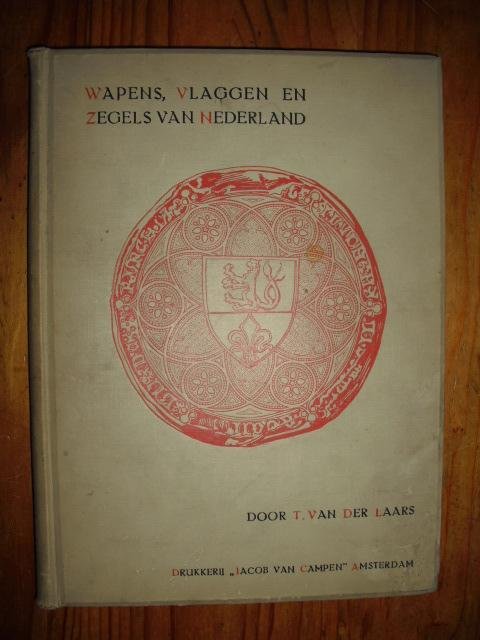 WAPENS, VLAGGEN EN
ZEGELS VAN NEDERLAND
DOOR T. VAN DER LAARS
DRUKKERIJ „JACOB VAN CAMPEN” AMSTERDAM